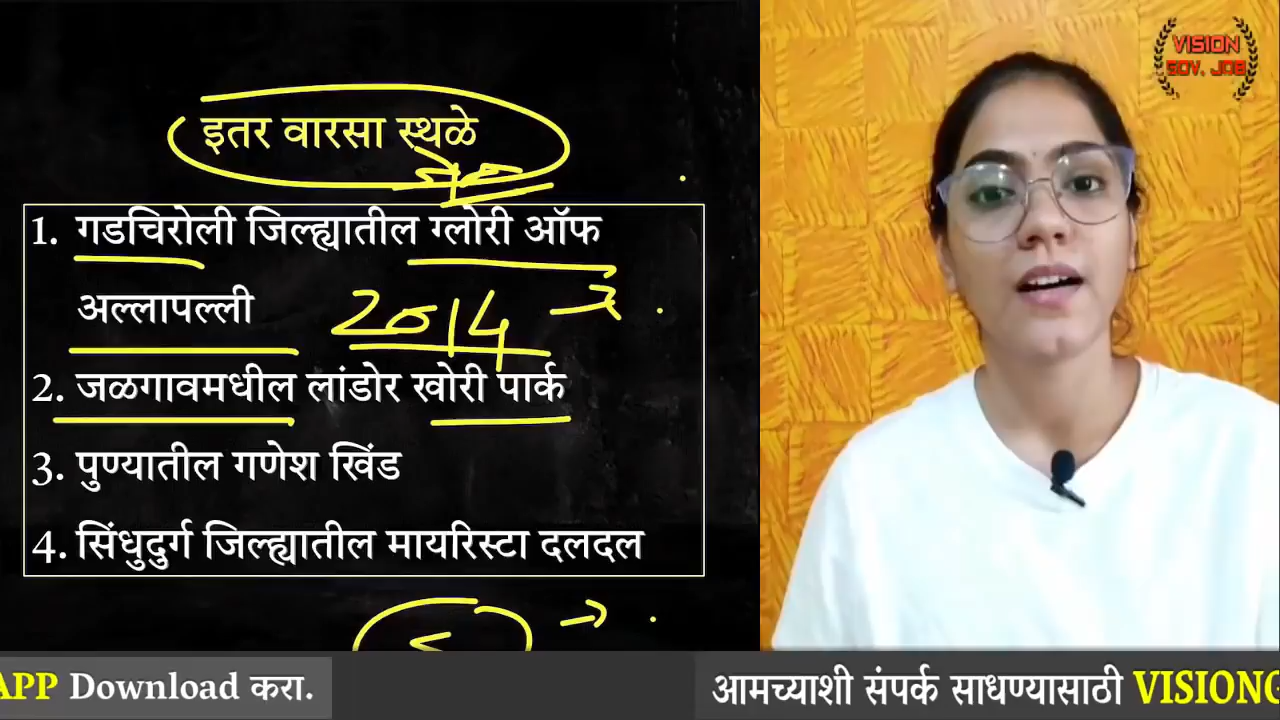 VISION
GOV. JOB
इतर वारसा स्थळे
1. गडचिरोली जिल्ह्यातील ग्लोरी ऑफ
अल्लापल्ली
2014
2. जळगावमधील लांडोर खोरी पार्क
3. पुण्यातील गणेश खिंड
4. सिंधुदुर्ग जिल्ह्यातील मायरिस्टा दलदल
APP Download करा.
आमच्याशी संपर्क साधण्यासाठी VISIONG